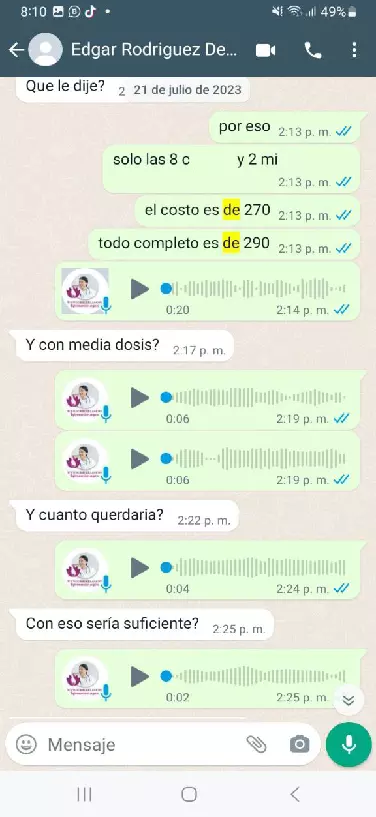 8:10 49%
Edgar Rodriguez De...
Que le dije? 2 21 de julio de 2023
por eso 2:13 p. m.
solo las 8 c y 2 mi
2:13 p. m.
el costo es de 270 2:13 p. m.
todo completo es de 290 2:13 p. m.
0:20 2:14 p. m.
Y con media dosis? 2:17 p. m.
0:06 2:19 p. m.
0:06 2:19 p. m.
Y cuanto querdaria? 2:22 p. m.
0:04 2:24 p. m.
Con eso sería suficiente? 2:25 p. m.
0:02 2:25 p. m.
Mensaje